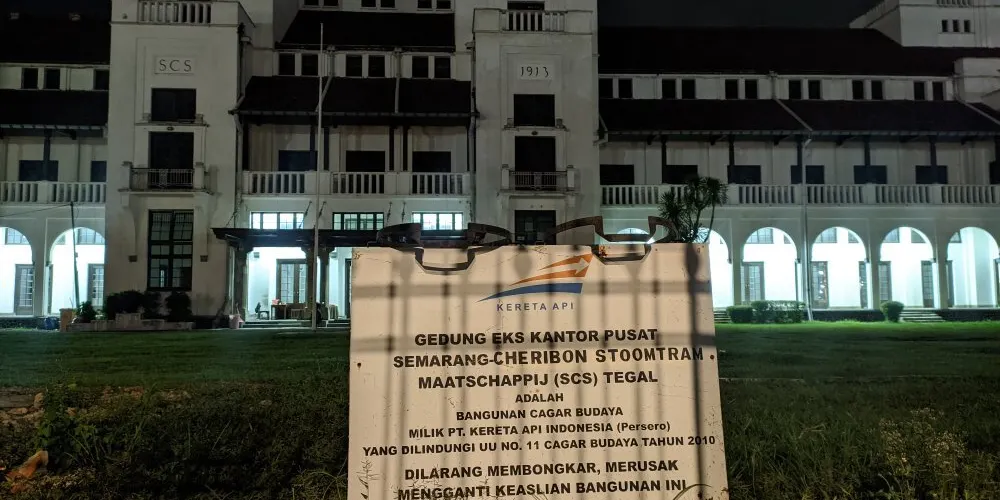 SCS
1913
KERETA API
GEDUNG EKS KANTOR PUSAT
SEMARANG-CHERIBON STOOMTRAM
MAATSCHAPPIJ (SCS) TEGAL
ADALAH
BANGUNAN CAGAR BUDAYA
MILIK PT. KERETA API INDONESIA (Persero)
YANG DILINDUNGI UU NO. 11 CAGAR BUDAYA TAHUN 2010
DILARANG MEMBONGKAR, MERUSAK
MENGGANTI KEASLIAN BANGUNAN INI